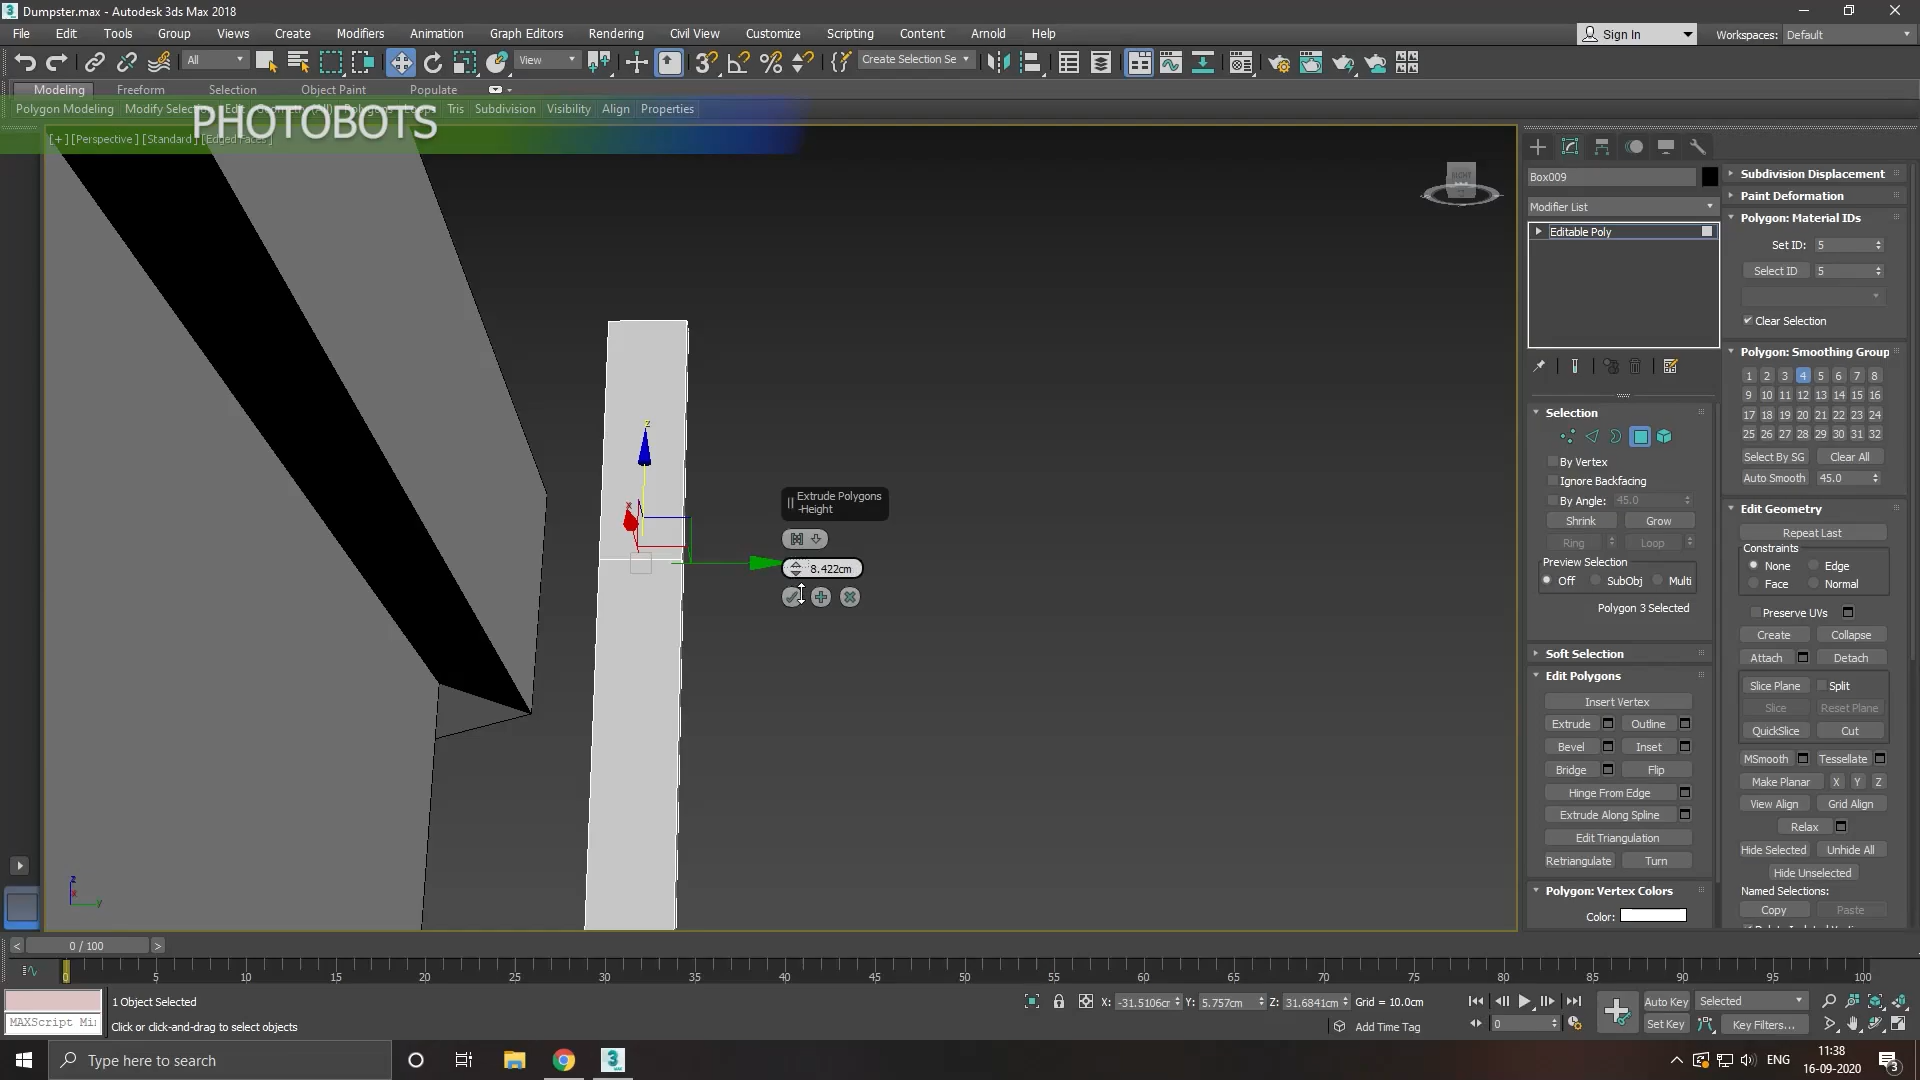 Dumpster.max - Autodesk 3ds Max 2018
File Edit Tools Group Views Create Modifiers Animation Graph Editors Rendering Civil View Customize Scripting Content Arnold Help
Sign In Workspaces: Default
All View Create Selection Se
Modeling Freeform Selection Object Paint Populate
Polygon Modeling Modify Selection Edit Geometry (All) Polygons Loops Tris Subdivision Visibility Align Properties
PHOTOBOTS
[+] [Perspective] [Standard] [Edged Faces]
RIGHT
Box009
Modifier List
Editable Poly
Subdivision Displacement
Paint Deformation
Polygon: Material IDs
Set ID: 5
Select ID 5
Clear Selection
Polygon: Smoothing Group
1 2 3 4 5 6 7 8
9 10 11 12 13 14 15 16
17 18 19 20 21 22 23 24
25 26 27 28 29 30 31 32
Select By SG Clear All
Auto Smooth 45.0
Selection
By Vertex
Ignore Backfacing
By Angle: 45.0
Shrink Grow
Ring Loop
Preview Selection
Off SubObj Multi
Polygon 3 Selected
Soft Selection
Edit Polygons
Insert Vertex
Extrude Outline
Bevel Inset
Bridge Flip
Hinge From Edge
Extrude Along Spline
Edit Triangulation
Retriangulate Turn
Polygon: Vertex Colors
Color:
Edit Geometry
Repeat Last
Constraints
None Edge
Face Normal
Preserve UVs
Create Collapse
Attach Detach
Slice Plane Split
Slice Reset Plane
QuickSlice Cut
MSmooth Tessellate
Make Planar X Y Z
View Align Grid Align
Relax
Hide Selected Unhide All
Hide Unselected
Named Selections:
Copy Paste
Extrude Polygons
-Height
8.422cm
z
x
z
x
y
0 / 100
0 5 10 15 20 25 30 35 40 45 50 55 60 65 70 75 80 85 90 95 100
1 Object Selected
X: -31.5106cr Y: 5.757cm Z: 31.6841cm Grid = 10.0cm
Auto Key Selected
MAXScript Mi
Click or click-and-drag to select objects
Add Time Tag
0
Set Key Key Filters...
Type here to search
ENG
11:38
16-09-2020
3